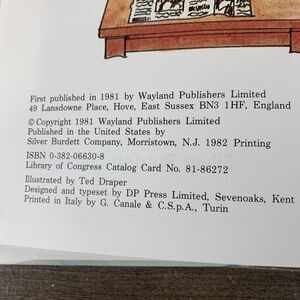 First published in 1981 by Wayland Publishers Limited
49 Lansdowne Place, Hove, East Sussex BN3 1HF, England
© Copyright 1981 Wayland Publishers Limited
Published in the United States by
Silver Burdett Company, Morristown, N.J. 1982 Printing
ISBN 0-382-06630-8
Library of Congress Catalog Card No. 81-86272
Illustrated by Ted Draper
Designed and typeset by DP Press Limited, Sevenoaks, Kent
Printed in Italy by G. Canale & C.S.p.A., Turin